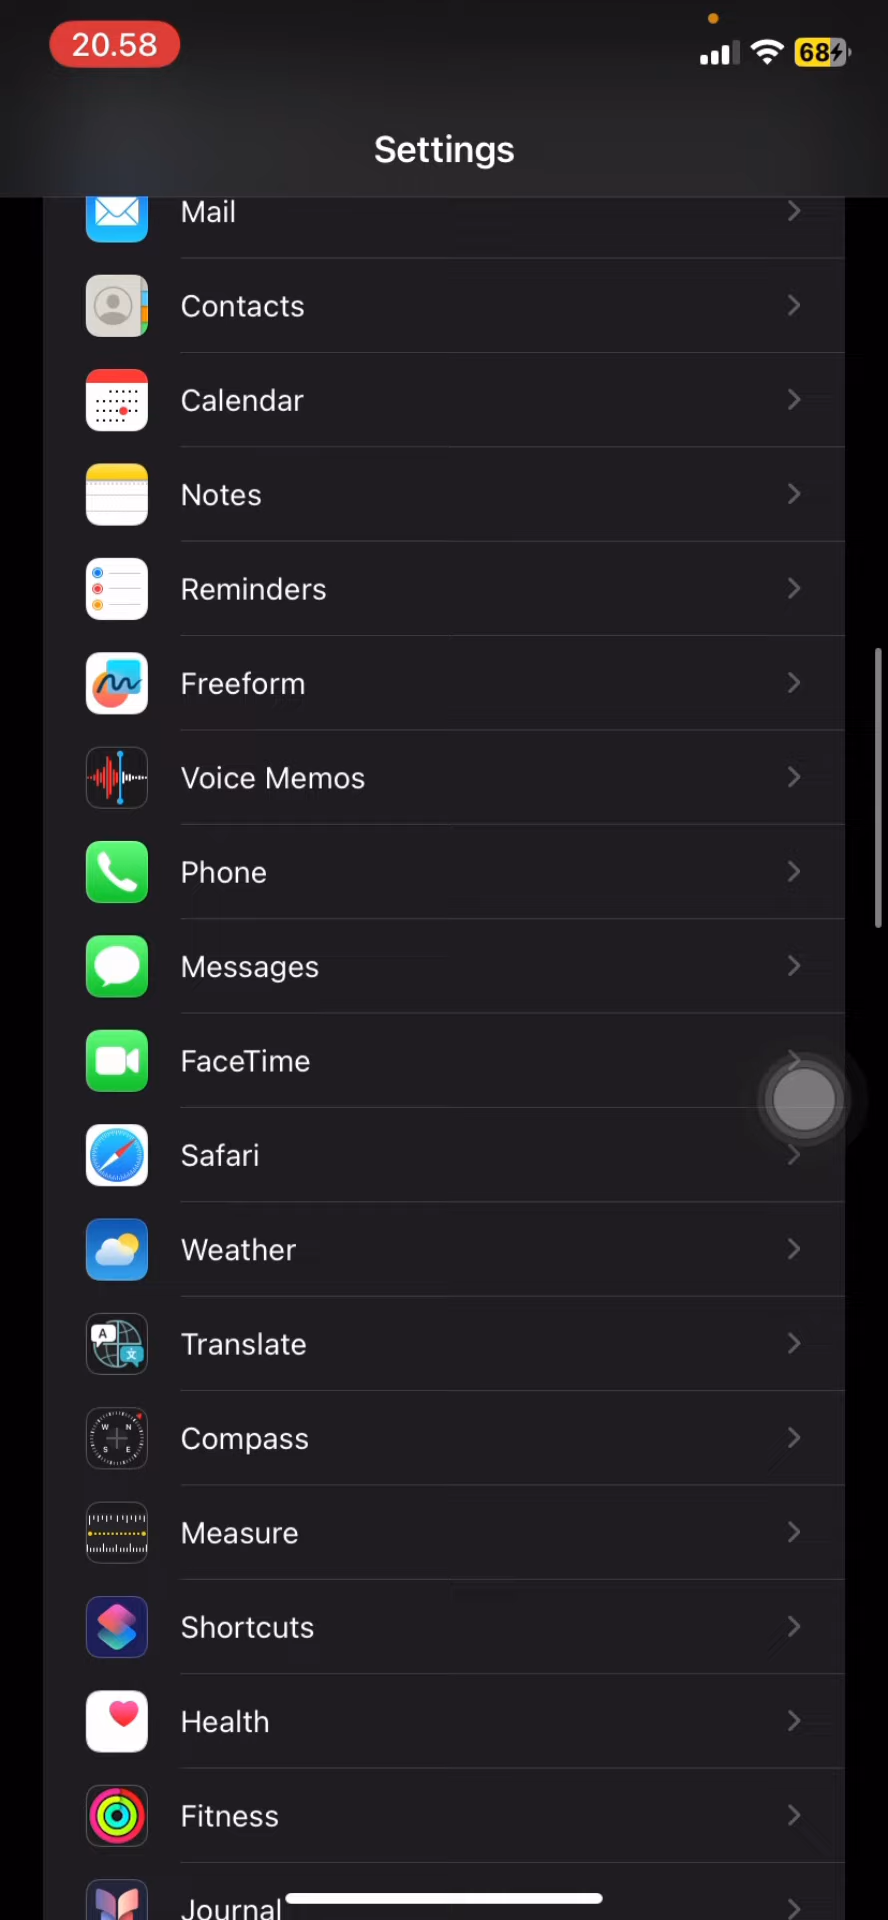 20.58
68
Settings
Mail
Contacts
Calendar
Notes
Reminders
Freeform
Voice Memos
Phone
Messages
FaceTime
Safari
Weather
A
文
Translate
W N
S E
Compass
Measure
Shortcuts
Health
Fitness
Journal